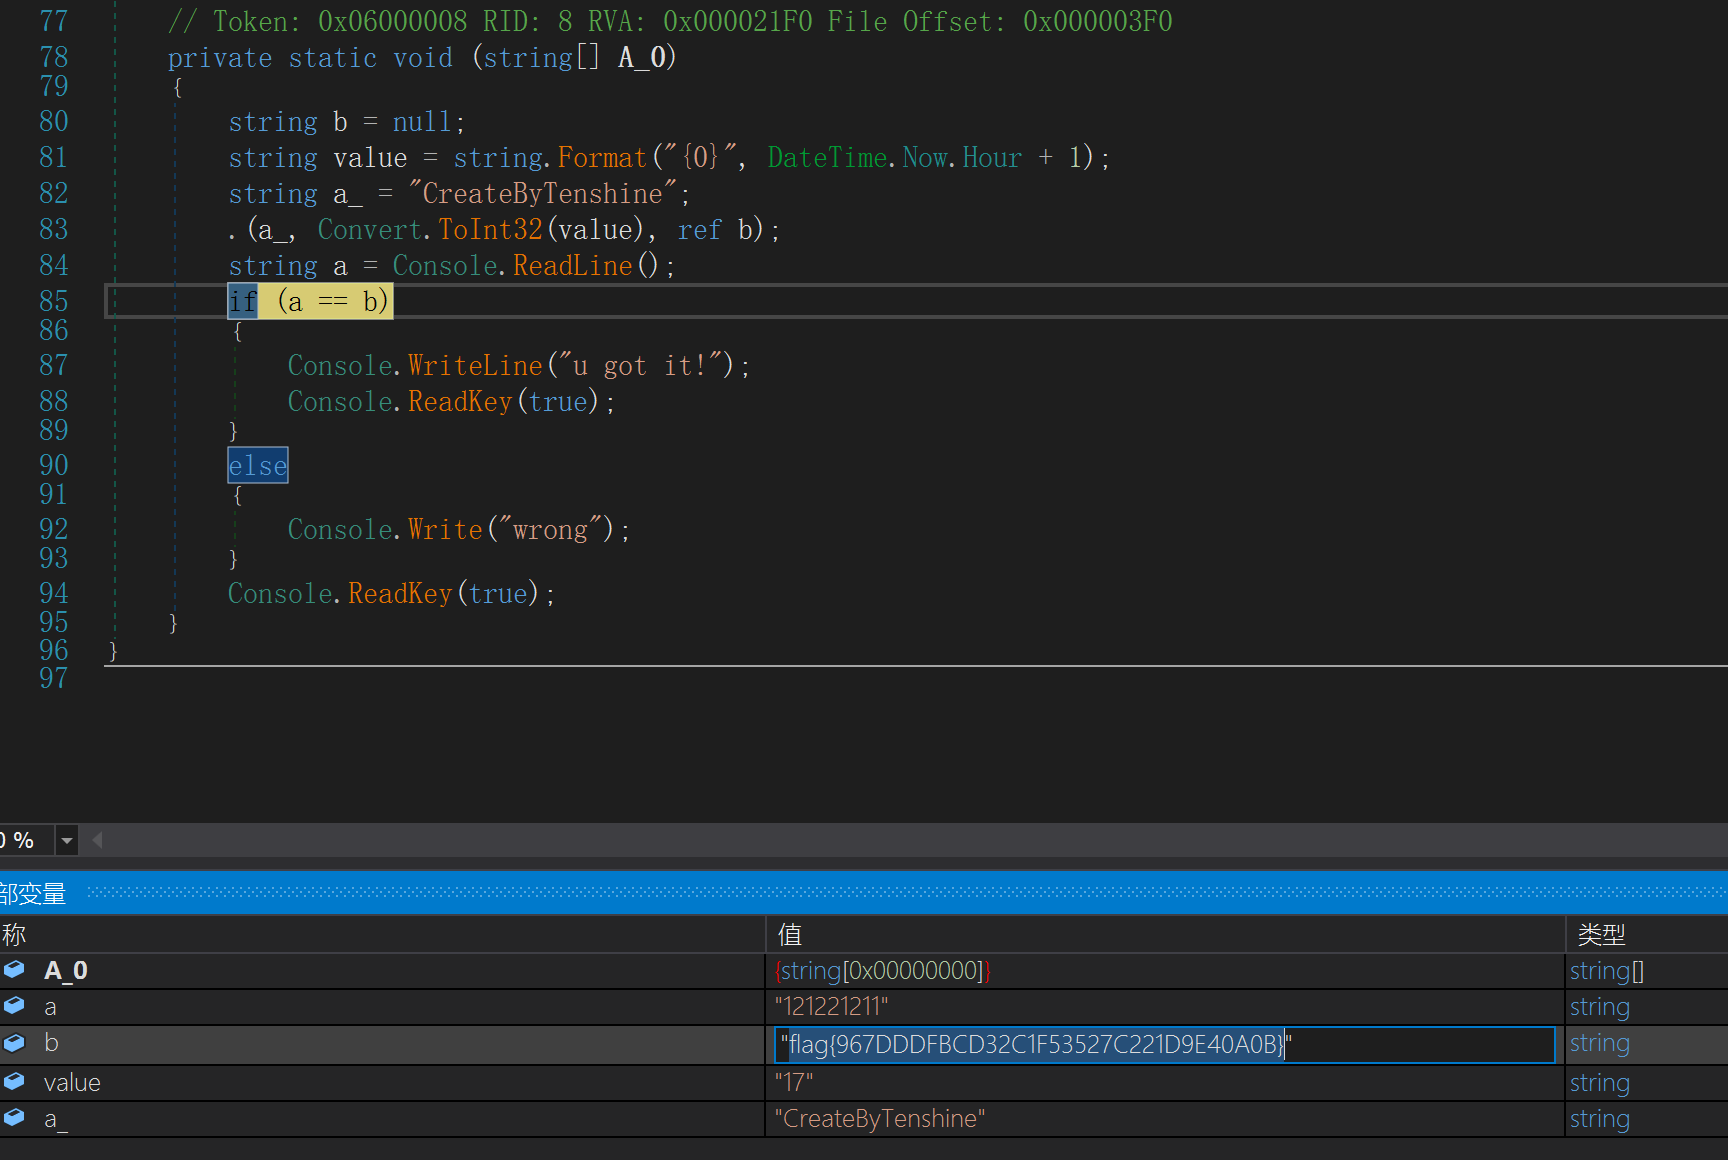 77 // Token: 0x06000008 RID: 8 RVA: 0x000021F0 File Offset: 0x000003F0
78 private static void (string[] A_0)
79 {
80 string b = null;
81 string value = string.Format("{0}", DateTime.Now.Hour + 1);
82 string a_ = "CreateByTenshine";
83 .(a_, Convert.ToInt32(value), ref b);
84 string a = Console.ReadLine();
85 if (a == b)
86 {
87 Console.WriteLine("u got it!");
88 Console.ReadKey(true);
89 }
90 else
91 {
92 Console.Write("wrong");
93 }
94 Console.ReadKey(true);
95 }
96 }
97
0 %
部变量
称 值 类型
A_0 {string[0x00000000]} string[]
a "121221211" string
b "flag{967DDDFBCD32C1F53527C221D9E40A0B}" string
value "17" string
a_ "CreateByTenshine" string